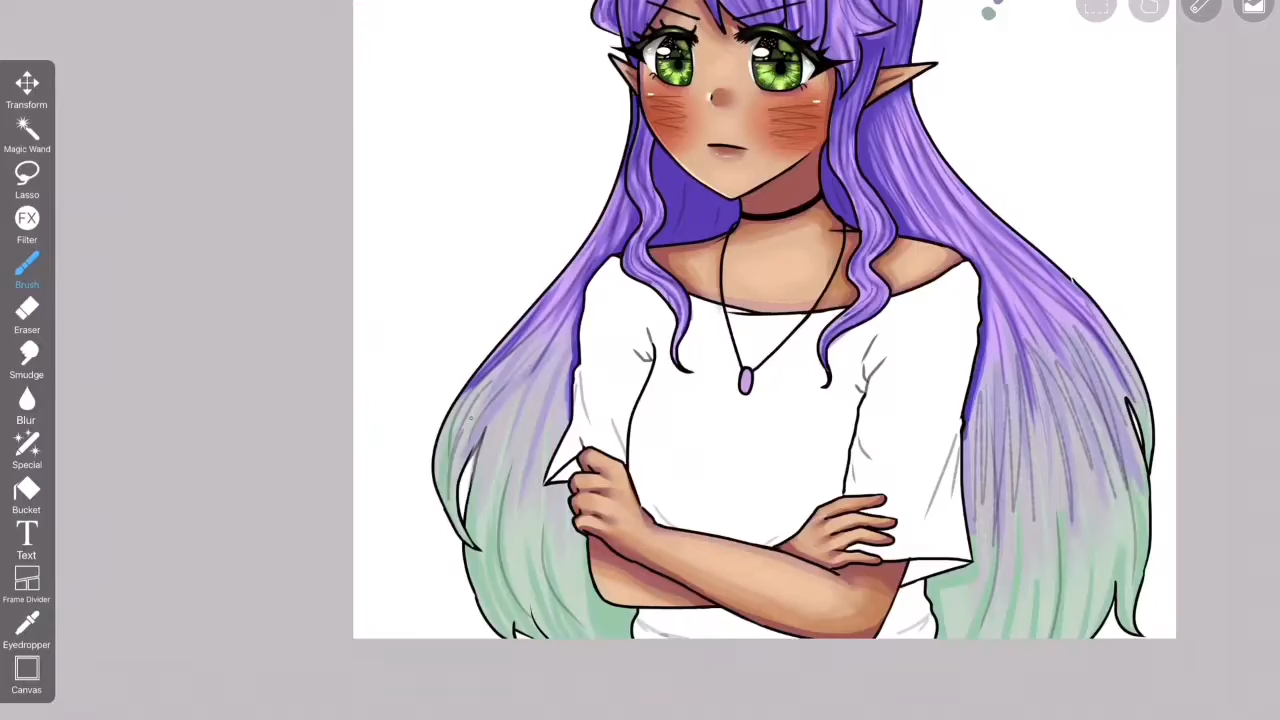 Transform
Magic Wand
Lasso
FX
Filter
Brush
Eraser
Smudge
Blur
Special
Bucket
T
Text
Frame Divider
Eyedropper
Canvas